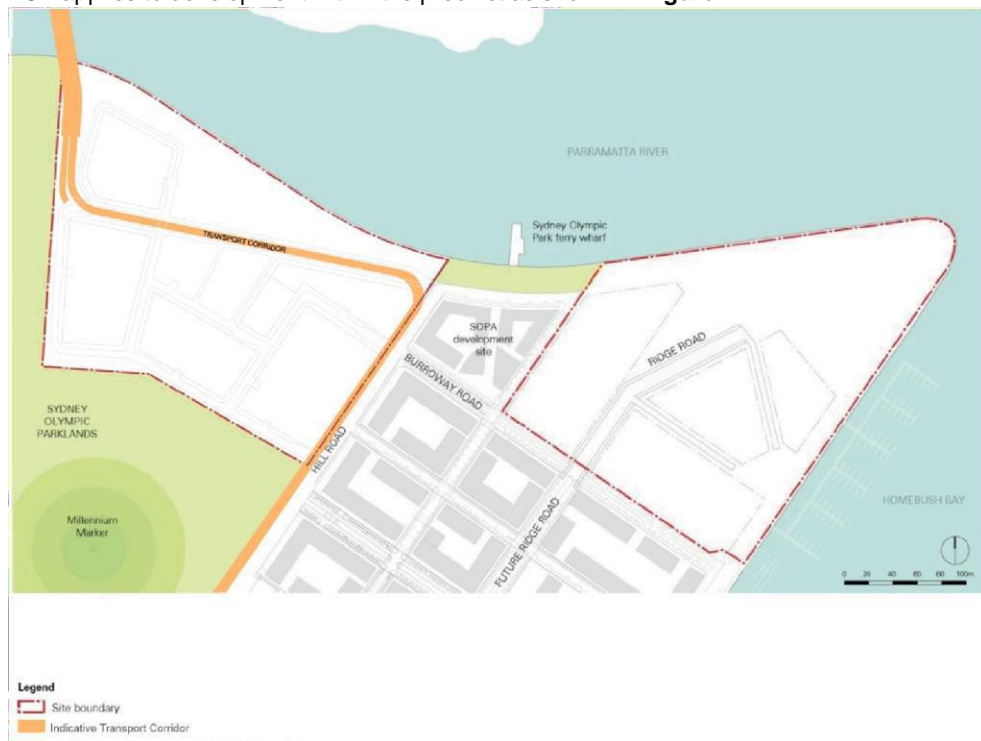 PARRAMATTA RIVER
Sydney Olympic
Park ferry wharf
TRANSPORT CORRIDOR
SOPA
development
site
RIDGE ROAD
BURROWAY ROAD
SYDNEY
OLYMPIC
PARKLANDS
HILL ROAD
HOMEBUSH BAY
Millennium
Marker
FUTURE RIDGE ROAD
0 20 40 60 80 100m
Legend
Site boundary
Indicative Transport Corridor